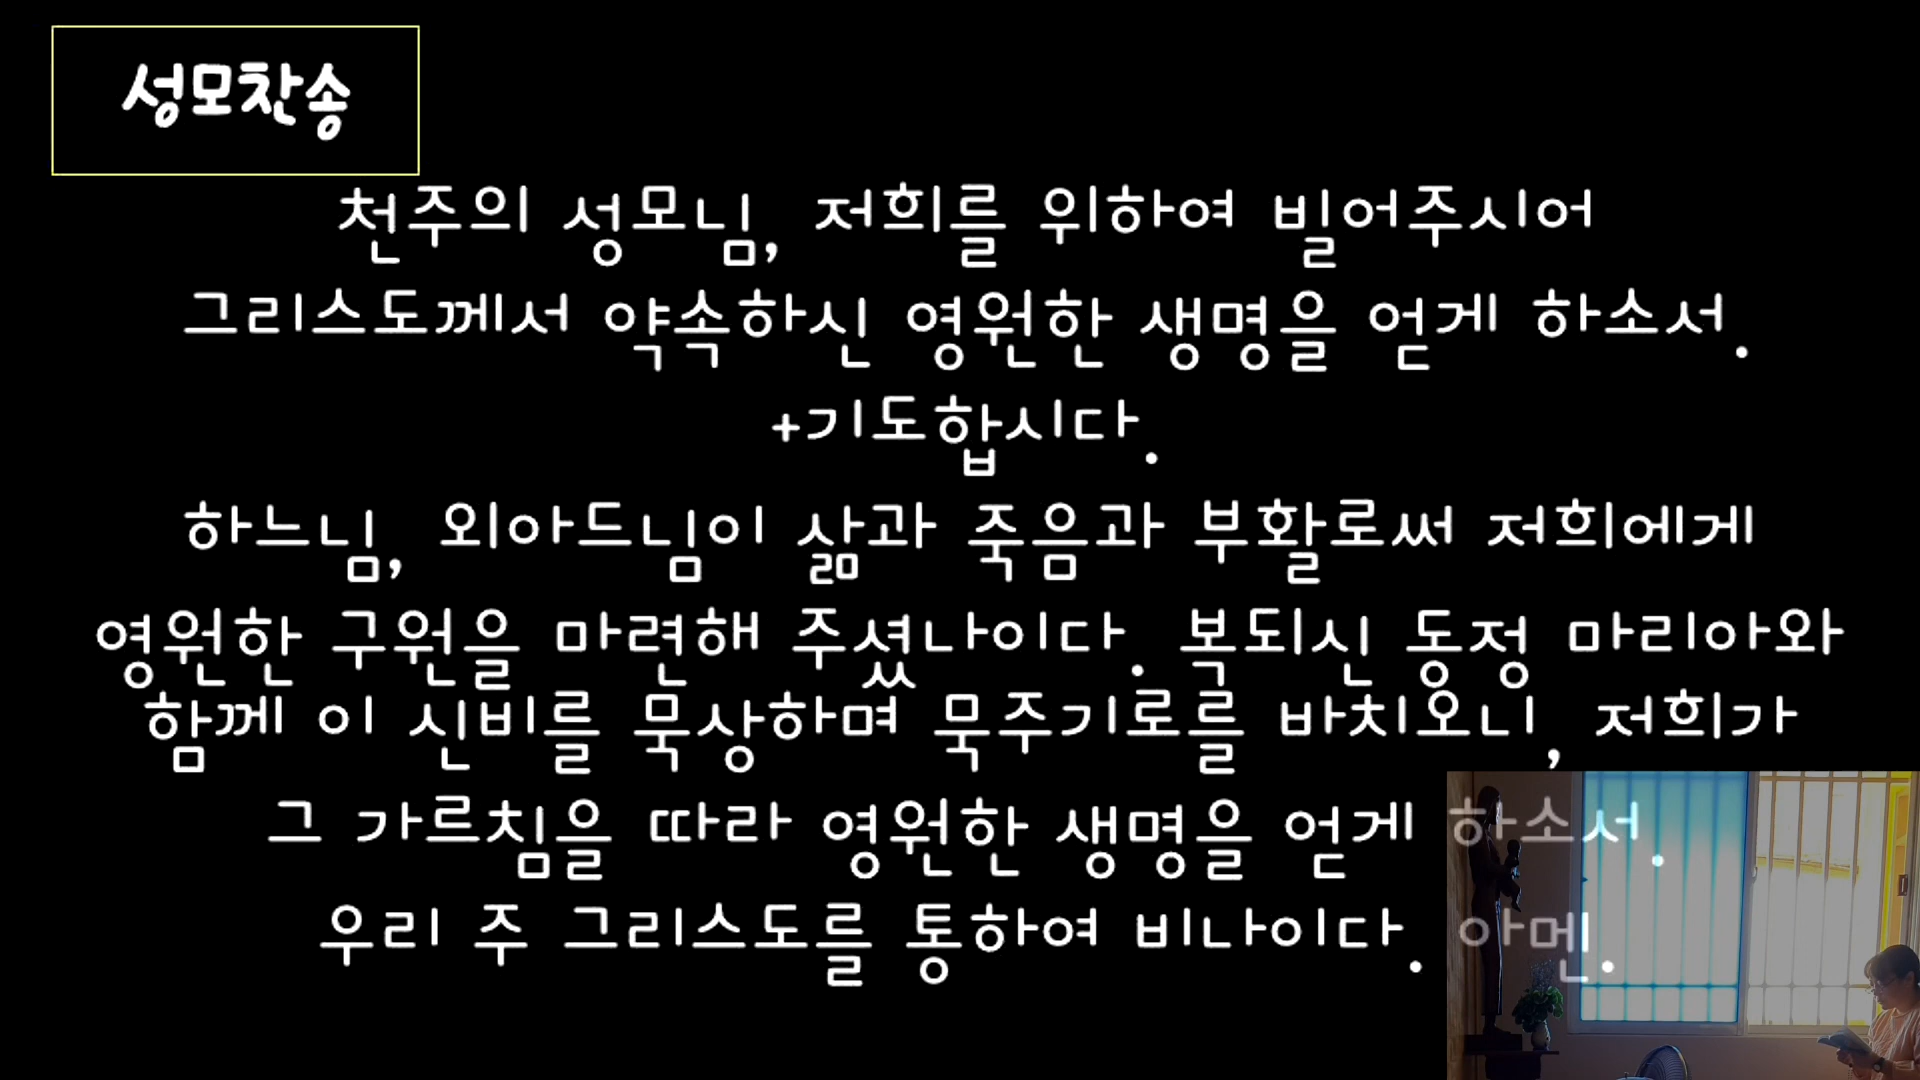 성모찬송
천주의 성모님, 저희를 위하여 빌어주시어
그리스도께서 약속하신 영원한 생명을 얻게 하소서.
+기도합시다.
하느님, 외아드님이 삶과 죽음과 부활로써 저희에게
영원한 구원을 마련해 주셨나이다. 복되신 동정 마리아와
함께 이 신비를 묵상하며 묵주기로를 바치오니, 저희가
그 가르침을 따라 영원한 생명을 얻게 하소서.
우리 주 그리스도를 통하여 비나이다. 아멘.